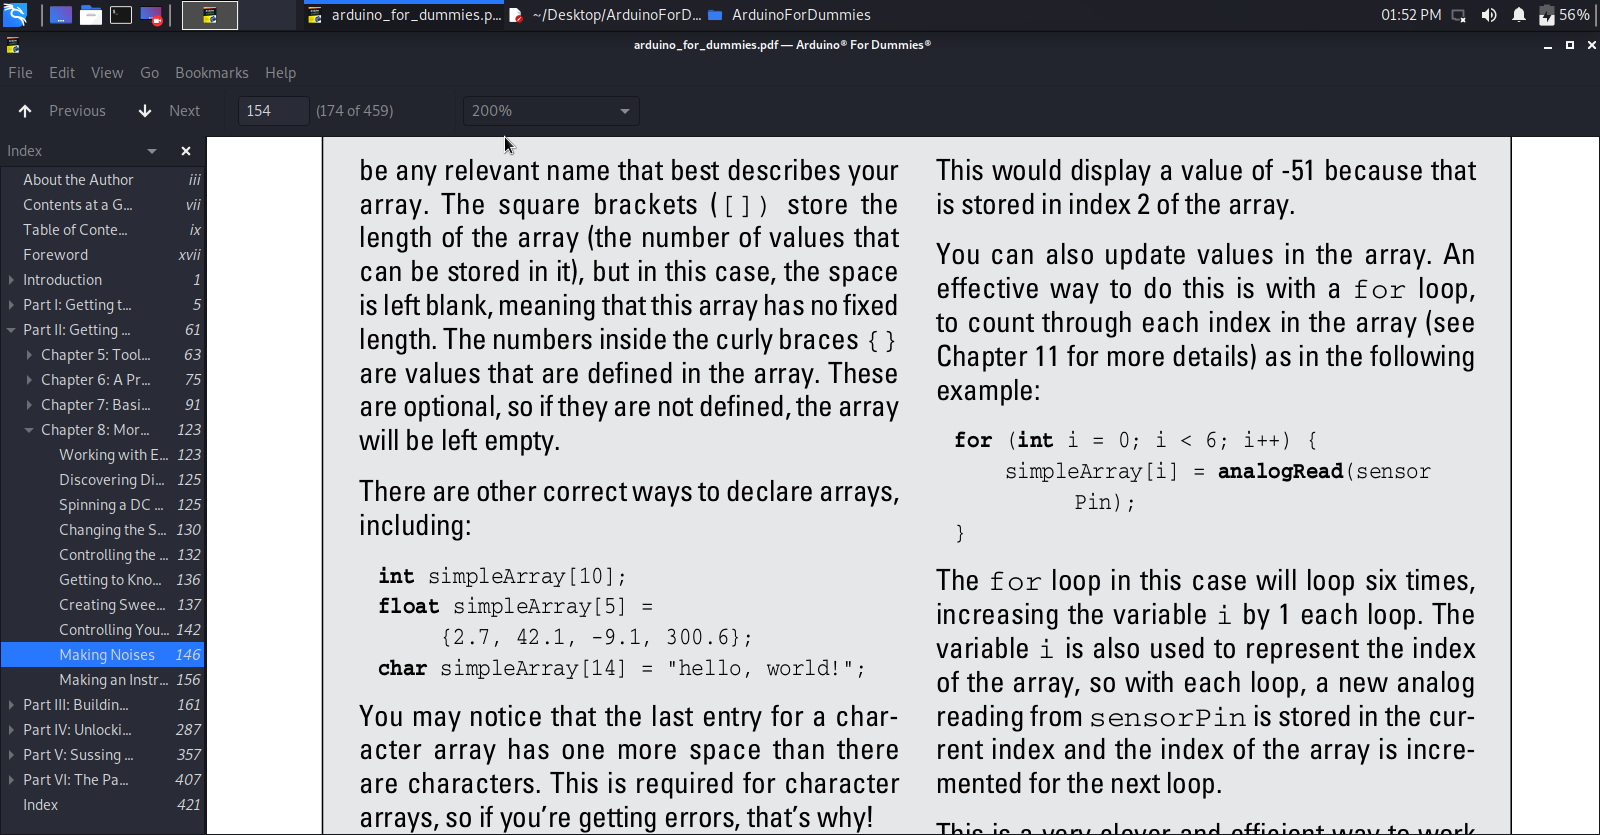 arduino_for_dummies.p...
~/Desktop/ArduinoForD...
ArduinoForDummies
01:52 PM
56%
arduino_for_dummies.pdf — Arduino® For Dummies®
File Edit View Go Bookmarks Help
Previous Next 154 (174 of 459) 200%
Index
About the Author iii
Contents at a G... vii
Table of Conte... ix
Foreword xvii
Introduction 1
Part I: Getting t... 5
Part II: Getting ... 61
Chapter 5: Tool... 63
Chapter 6: A Pr... 75
Chapter 7: Basi... 91
Chapter 8: Mor... 123
Working with E... 123
Discovering Di... 125
Spinning a DC ... 125
Changing the S... 130
Controlling the ... 132
Getting to Kno... 136
Creating Swee... 137
Controlling You... 142
Making Noises 146
Making an Instr... 156
Part III: Buildin... 161
Part IV: Unlocki... 287
Part V: Sussing ... 357
Part VI: The Pa... 407
Index 421
be any relevant name that best describes your
array. The square brackets ([]) store the
length of the array (the number of values that
can be stored in it), but in this case, the space
is left blank, meaning that this array has no fixed
length. The numbers inside the curly braces {}
are values that are defined in the array. These
are optional, so if they are not defined, the array
will be left empty.
There are other correct ways to declare arrays,
including:
int simpleArray[10];
float simpleArray[5] =
{2.7, 42.1, -9.1, 300.6};
char simpleArray[14] = "hello, world!";
You may notice that the last entry for a char-
acter array has one more space than there
are characters. This is required for character
arrays, so if you're getting errors, that's why!
This would display a value of -51 because that
is stored in index 2 of the array.
You can also update values in the array. An
effective way to do this is with a for loop,
to count through each index in the array (see
Chapter 11 for more details) as in the following
example:
for (int i = 0; i < 6; i++) {
simpleArray[i] = analogRead(sensor
Pin);
}
The for loop in this case will loop six times,
increasing the variable i by 1 each loop. The
variable i is also used to represent the index
of the array, so with each loop, a new analog
reading from sensorPin is stored in the cur-
rent index and the index of the array is incre-
mented for the next loop.
This is a very clever and efficient way to work